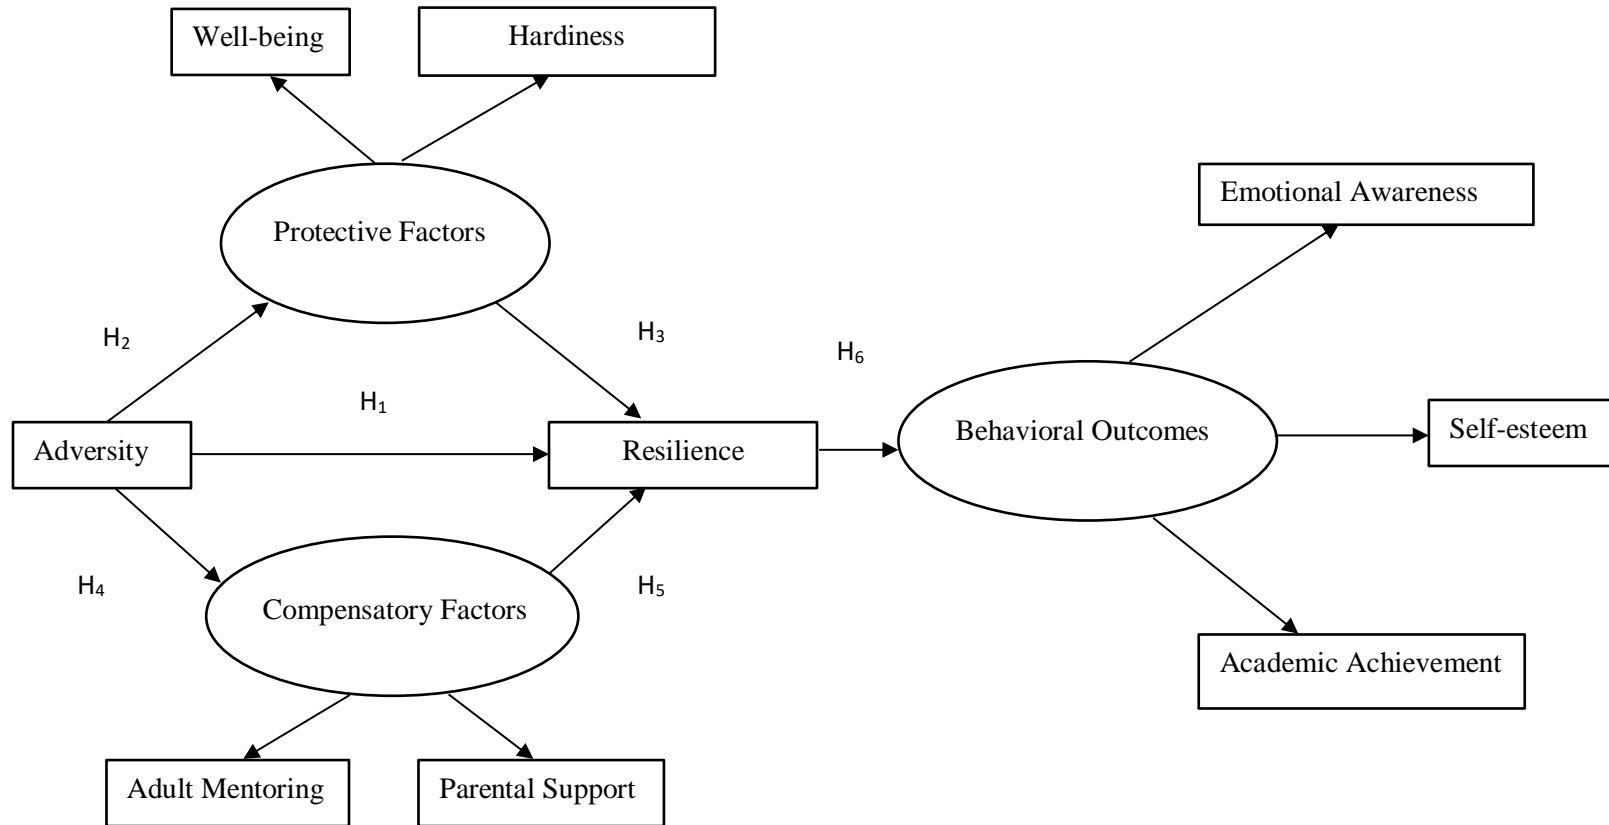 Well-being
Hardiness
Emotional Awareness
Protective Factors
H₂
H₃
H₆
H₁
Adversity
Resilience
Behavioral Outcomes
Self-esteem
H₄
H₅
Compensatory Factors
Academic Achievement
Adult Mentoring
Parental Support